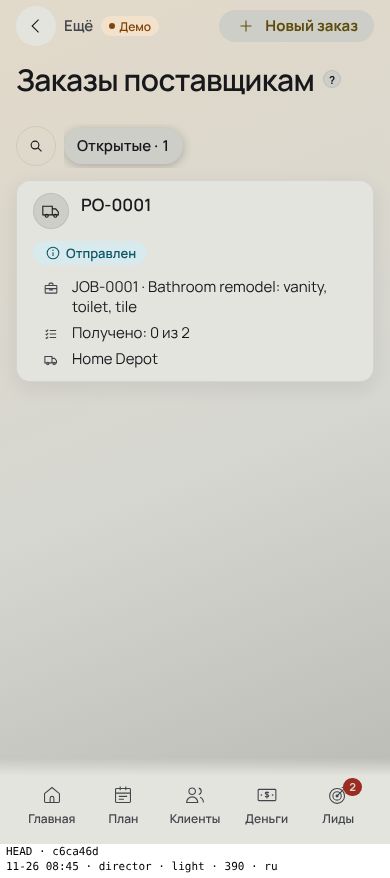 Ещё
Демо
Новый заказ
Заказы поставщикам
?
Открытые · 1
PO-0001
Отправлен
JOB-0001 · Bathroom remodel: vanity,
toilet, tile
Получено: 0 из 2
Home Depot
2
Главная
План
Клиенты
Деньги
Лиды
HEAD · c6ca46d
11-26 08:45 · director · light · 390 · ru